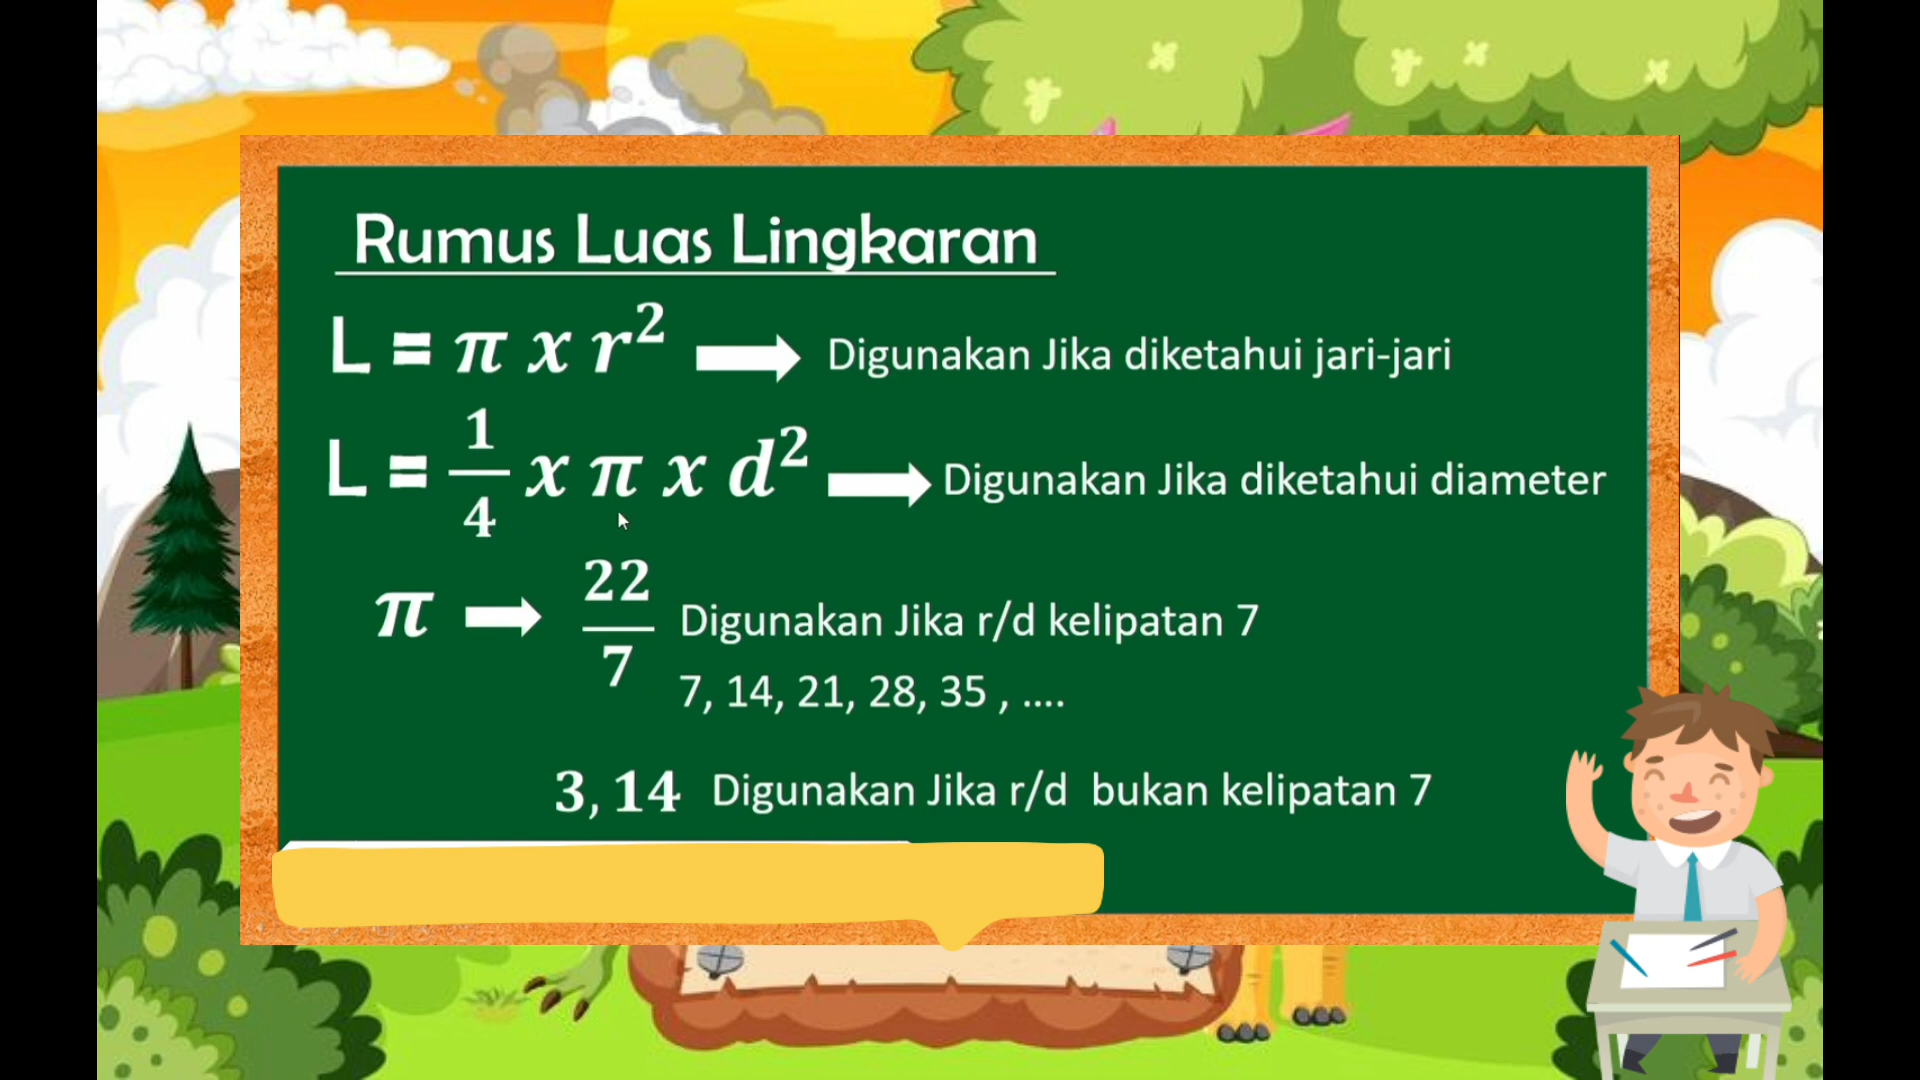 Rumus Luas Lingkaran
L = π x r² Digunakan Jika diketahui jari-jari
L = 1/4 x π x d² Digunakan Jika diketahui diameter
π 22/7 Digunakan Jika r/d kelipatan 7
7, 14, 21, 28, 35 , ....
3, 14 Digunakan Jika r/d bukan kelipatan 7